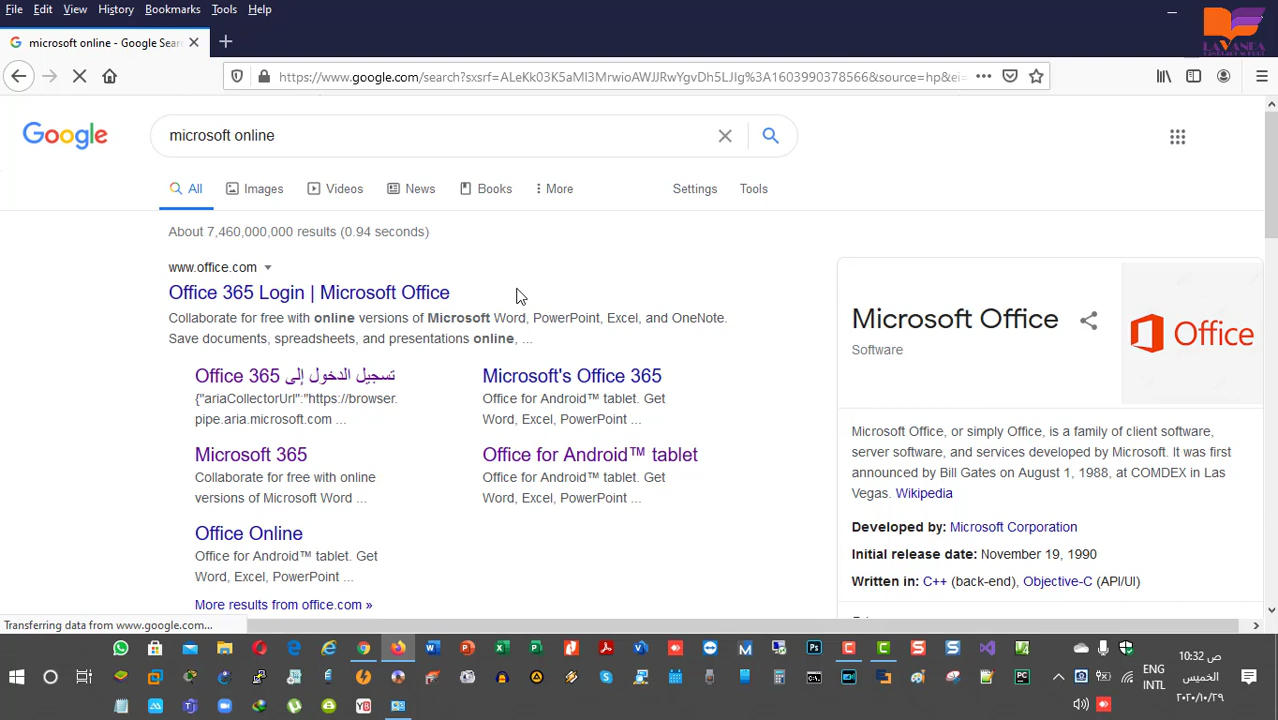 File Edit View History Bookmarks Tools Help
microsoft online - Google Sear
https://www.google.com/search?sxsrf=ALeKk03K5aMI3MrwioAWJJRwYgvDh5LJIg%3A1603990378566&source=hp&ei=
Google
microsoft online
All Images Videos News Books More Settings Tools
About 7,460,000,000 results (0.94 seconds)
www.office.com
Office 365 Login | Microsoft Office
Collaborate for free with online versions of Microsoft Word, PowerPoint, Excel, and OneNote.
Save documents, spreadsheets, and presentations online, ...
تسجيل الدخول إلى Office 365
{"ariaCollectorUrl":"https://browser.
pipe.aria.microsoft.com ...
Microsoft's Office 365
Office for Android™ tablet. Get
Word, Excel, PowerPoint ...
Microsoft 365
Collaborate for free with online
versions of Microsoft Word ...
Office for Android™ tablet
Office for Android™ tablet. Get
Word, Excel, PowerPoint ...
Office Online
Office for Android™ tablet. Get
Word, Excel, PowerPoint ...
More results from office.com »
Microsoft Office
Software
Office
Microsoft Office, or simply Office, is a family of client software,
server software, and services developed by Microsoft. It was first
announced by Bill Gates on August 1, 1988, at COMDEX in Las
Vegas. Wikipedia
Developed by: Microsoft Corporation
Initial release date: November 19, 1990
Written in: C++ (back-end), Objective-C (API/UI)
Transferring data from www.google.com...
ENG
INTL
10:32 ص
الخميس
٢٠٢٠/١٠/٢٩